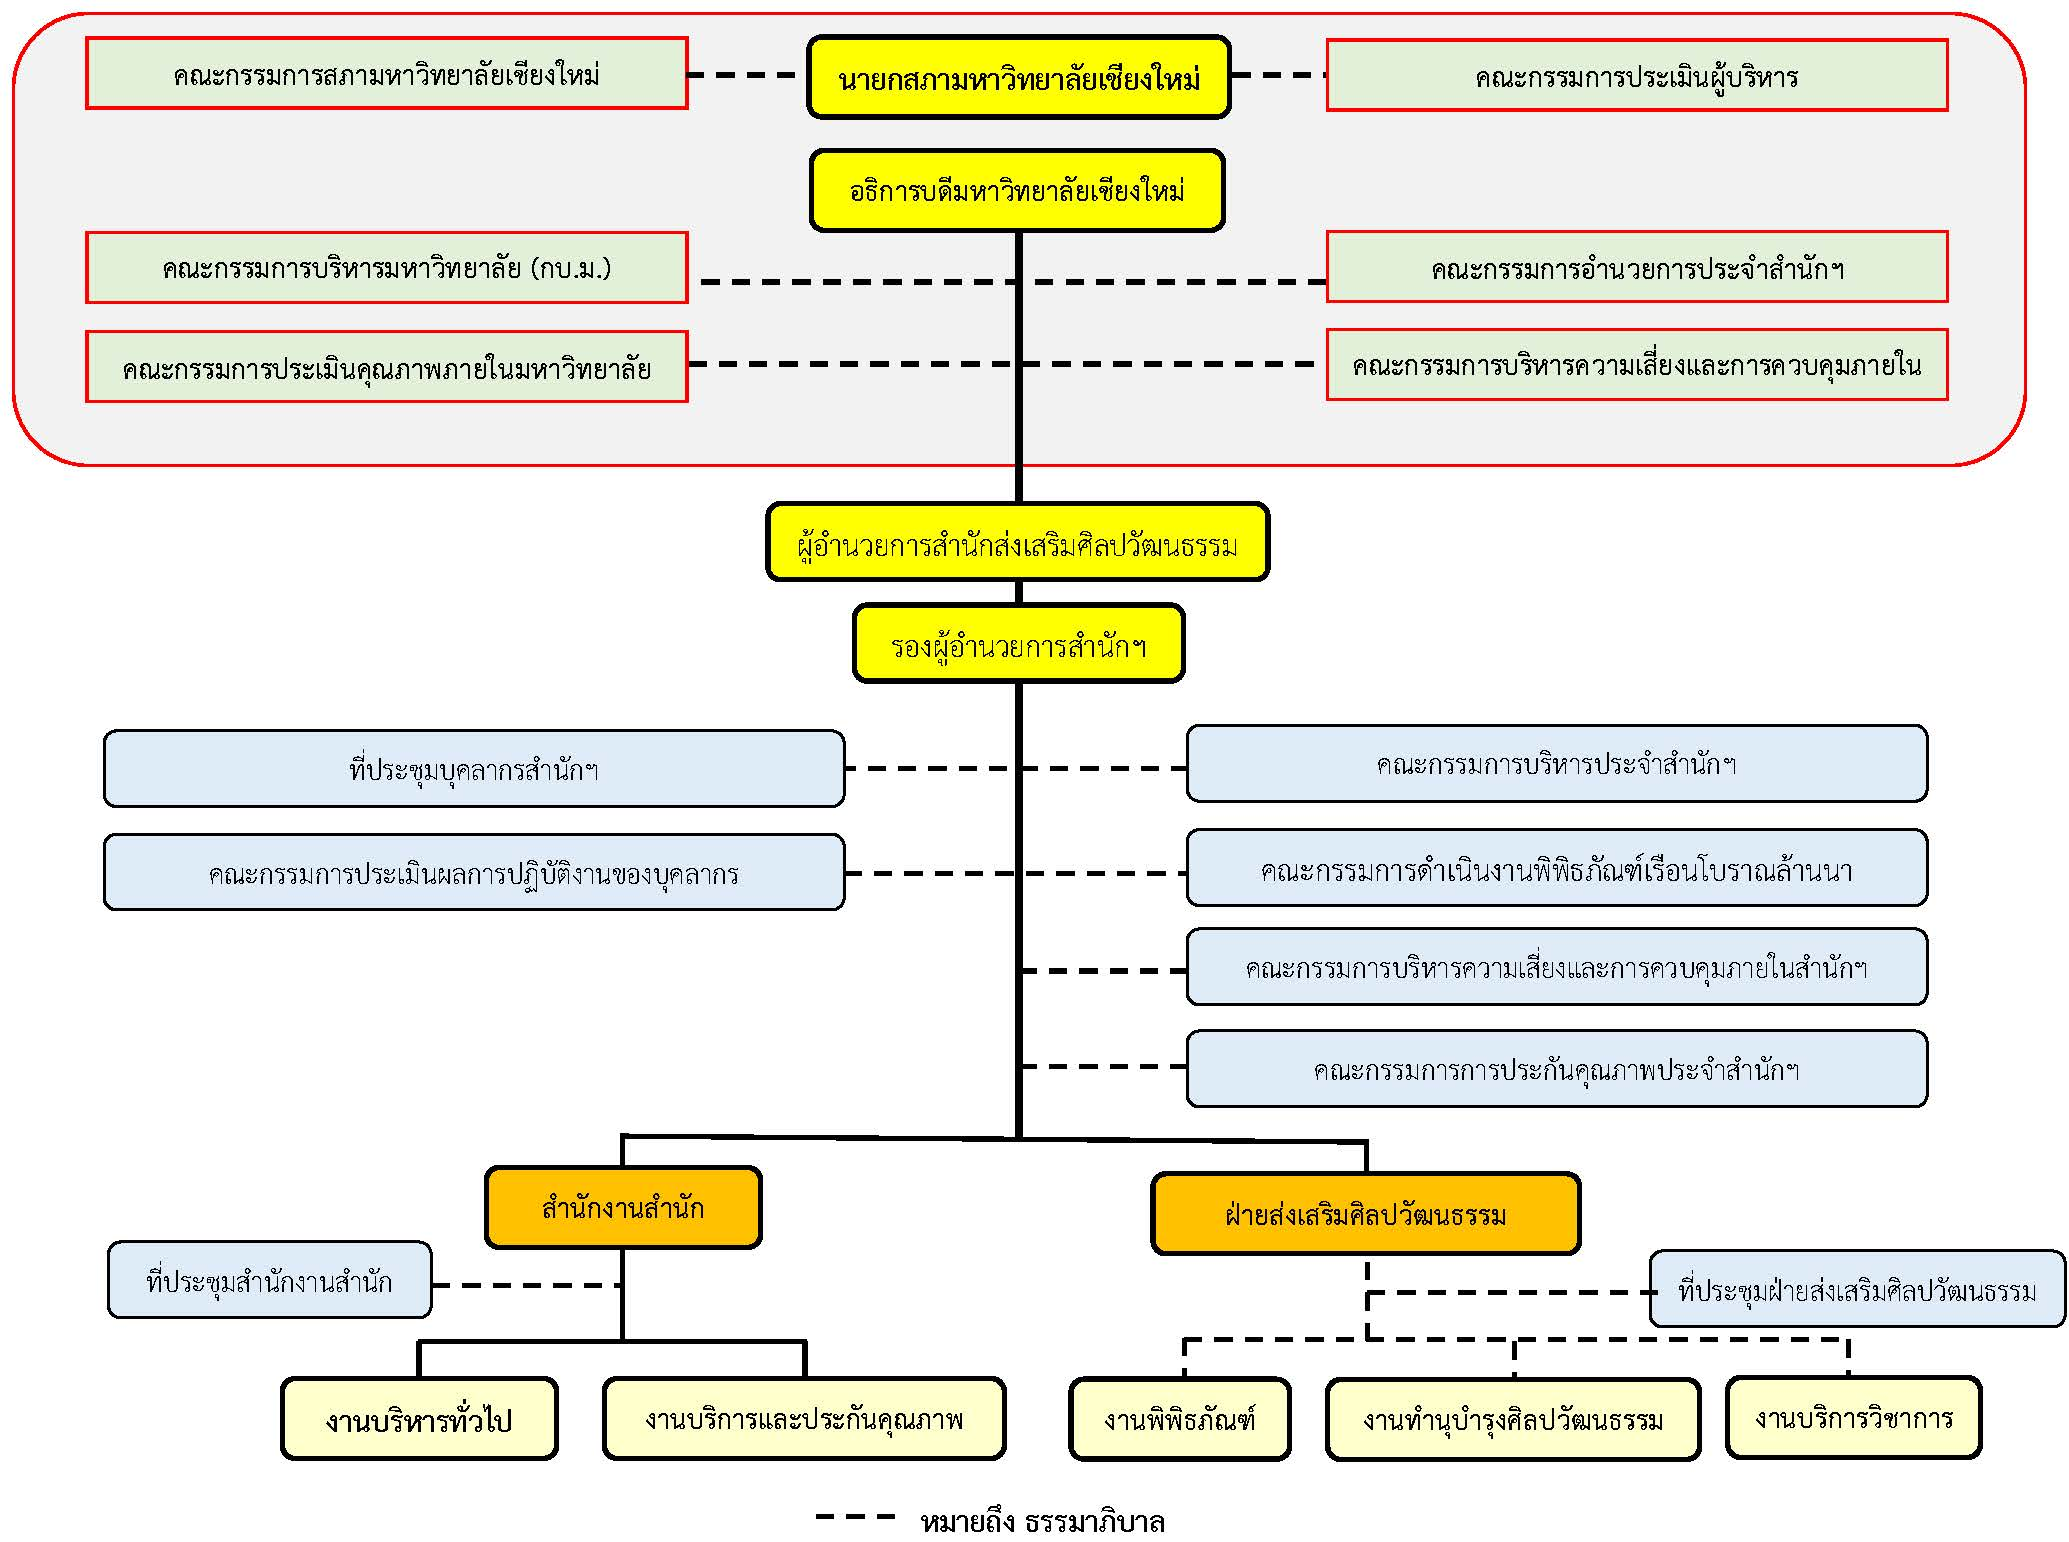 คณะกรรมการสภามหาวิทยาลัยเชียงใหม่
นายกสภามหาวิทยาลัยเชียงใหม่
คณะกรรมการประเมินผู้บริหาร
อธิการบดีมหาวิทยาลัยเชียงใหม่
คณะกรรมการบริหารมหาวิทยาลัย (กบ.ม.)
คณะกรรมการอำนวยการประจำสำนักฯ
คณะกรรมการประเมินคุณภาพภายในมหาวิทยาลัย
คณะกรรมการบริหารความเสี่ยงและการควบคุมภายใน
ผู้อำนวยการสำนักส่งเสริมศิลปวัฒนธรรม
รองผู้อำนวยการสำนักฯ
ที่ประชุมบุคลากรสำนักฯ
คณะกรรมการบริหารประจำสำนักฯ
คณะกรรมการประเมินผลการปฏิบัติงานของบุคลากร
คณะกรรมการดำเนินงานพิพิธภัณฑ์เรือนโบราณล้านนา
คณะกรรมการบริหารความเสี่ยงและการควบคุมภายในสำนักฯ
คณะกรรมการการประกันคุณภาพประจำสำนักฯ
สำนักงานสำนัก
ฝ่ายส่งเสริมศิลปวัฒนธรรม
ที่ประชุมสำนักงานสำนัก
ที่ประชุมฝ่ายส่งเสริมศิลปวัฒนธรรม
งานบริหารทั่วไป
งานบริการและประกันคุณภาพ
งานพิพิธภัณฑ์
งานทำนุบำรุงศิลปวัฒนธรรม
งานบริการวิชาการ
หมายถึง ธรรมาภิบาล